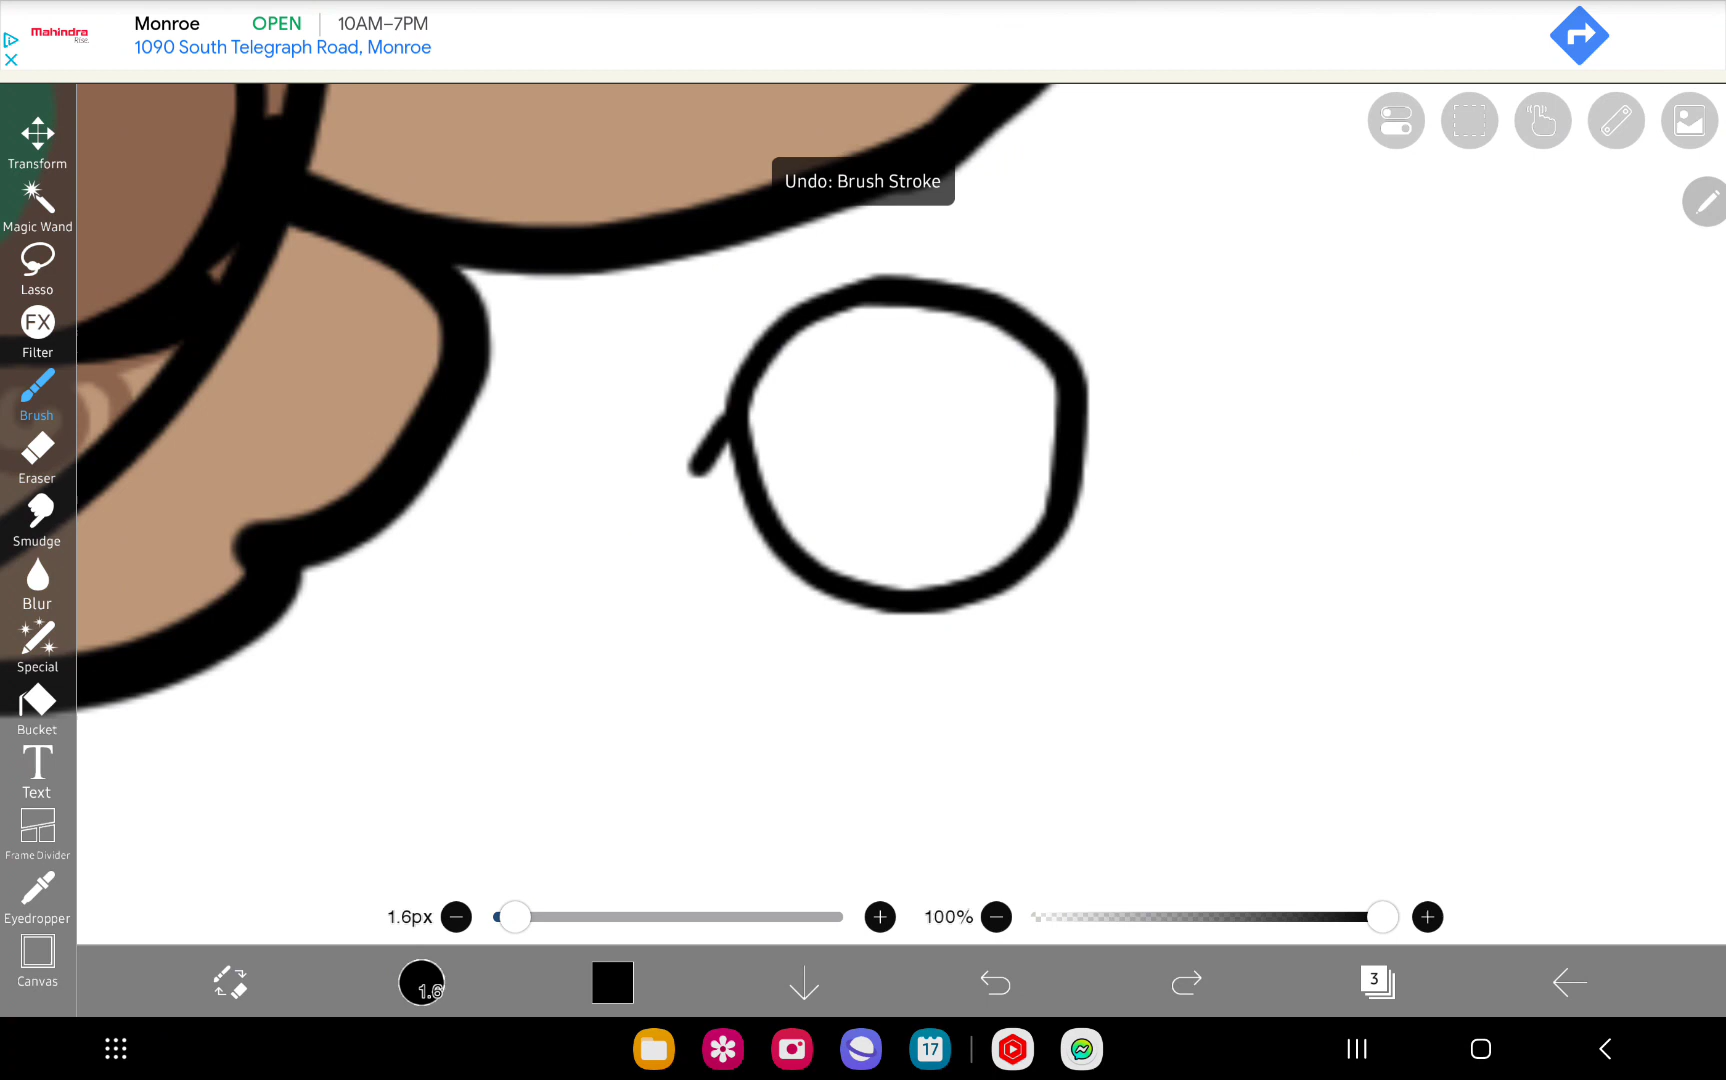 Mahindra
Rise.
Monroe OPEN 10AM–7PM
1090 South Telegraph Road, Monroe
Undo: Brush Stroke
Transform
Magic Wand
Lasso
FX
Filter
Brush
Eraser
Smudge
Blur
Special
Bucket
T
Text
Frame Divider
Eyedropper
Canvas
1.6px
100%
1.6
3
17